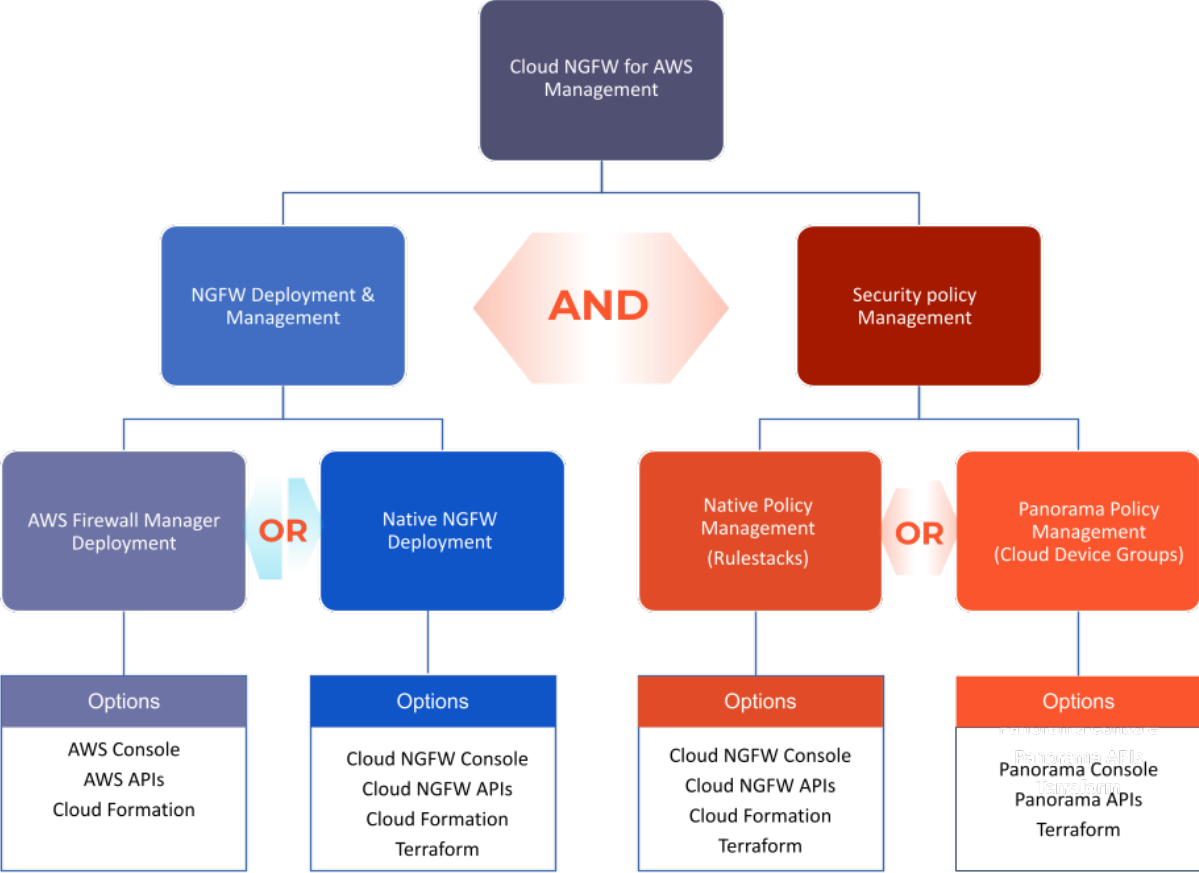 Cloud NGFW for AWS
Management
NGFW Deployment &
Management
AND
Security policy
Management
AWS Firewall Manager
Deployment
OR
Native NGFW
Deployment
Native Policy
Management
(Rulestacks)
OR
Panorama Policy
Management
(Cloud Device Groups)
Options
AWS Console
AWS APIs
Cloud Formation
Options
Cloud NGFW Console
Cloud NGFW APIs
Cloud Formation
Terraform
Options
Cloud NGFW Console
Cloud NGFW APIs
Cloud Formation
Terraform
Options
Panorama Console
Panorama APIs
Terraform